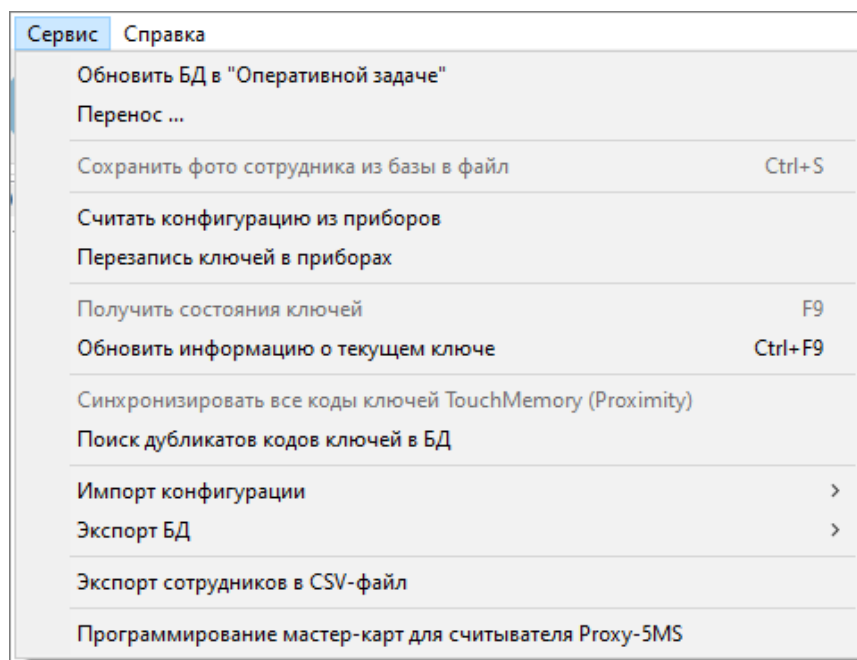 Сервис Справка
Обновить БД в "Оперативной задаче"
Перенос ...
Сохранить фото сотрудника из базы в файл Ctrl+S
Считать конфигурацию из приборов
Перезапись ключей в приборах
Получить состояния ключей F9
Обновить информацию о текущем ключе Ctrl+F9
Синхронизировать все коды ключей TouchMemory (Proximity)
Поиск дубликатов кодов ключей в БД
Импорт конфигурации
Экспорт БД
Экспорт сотрудников в CSV-файл
Программирование мастер-карт для считывателя Proxy-5MS